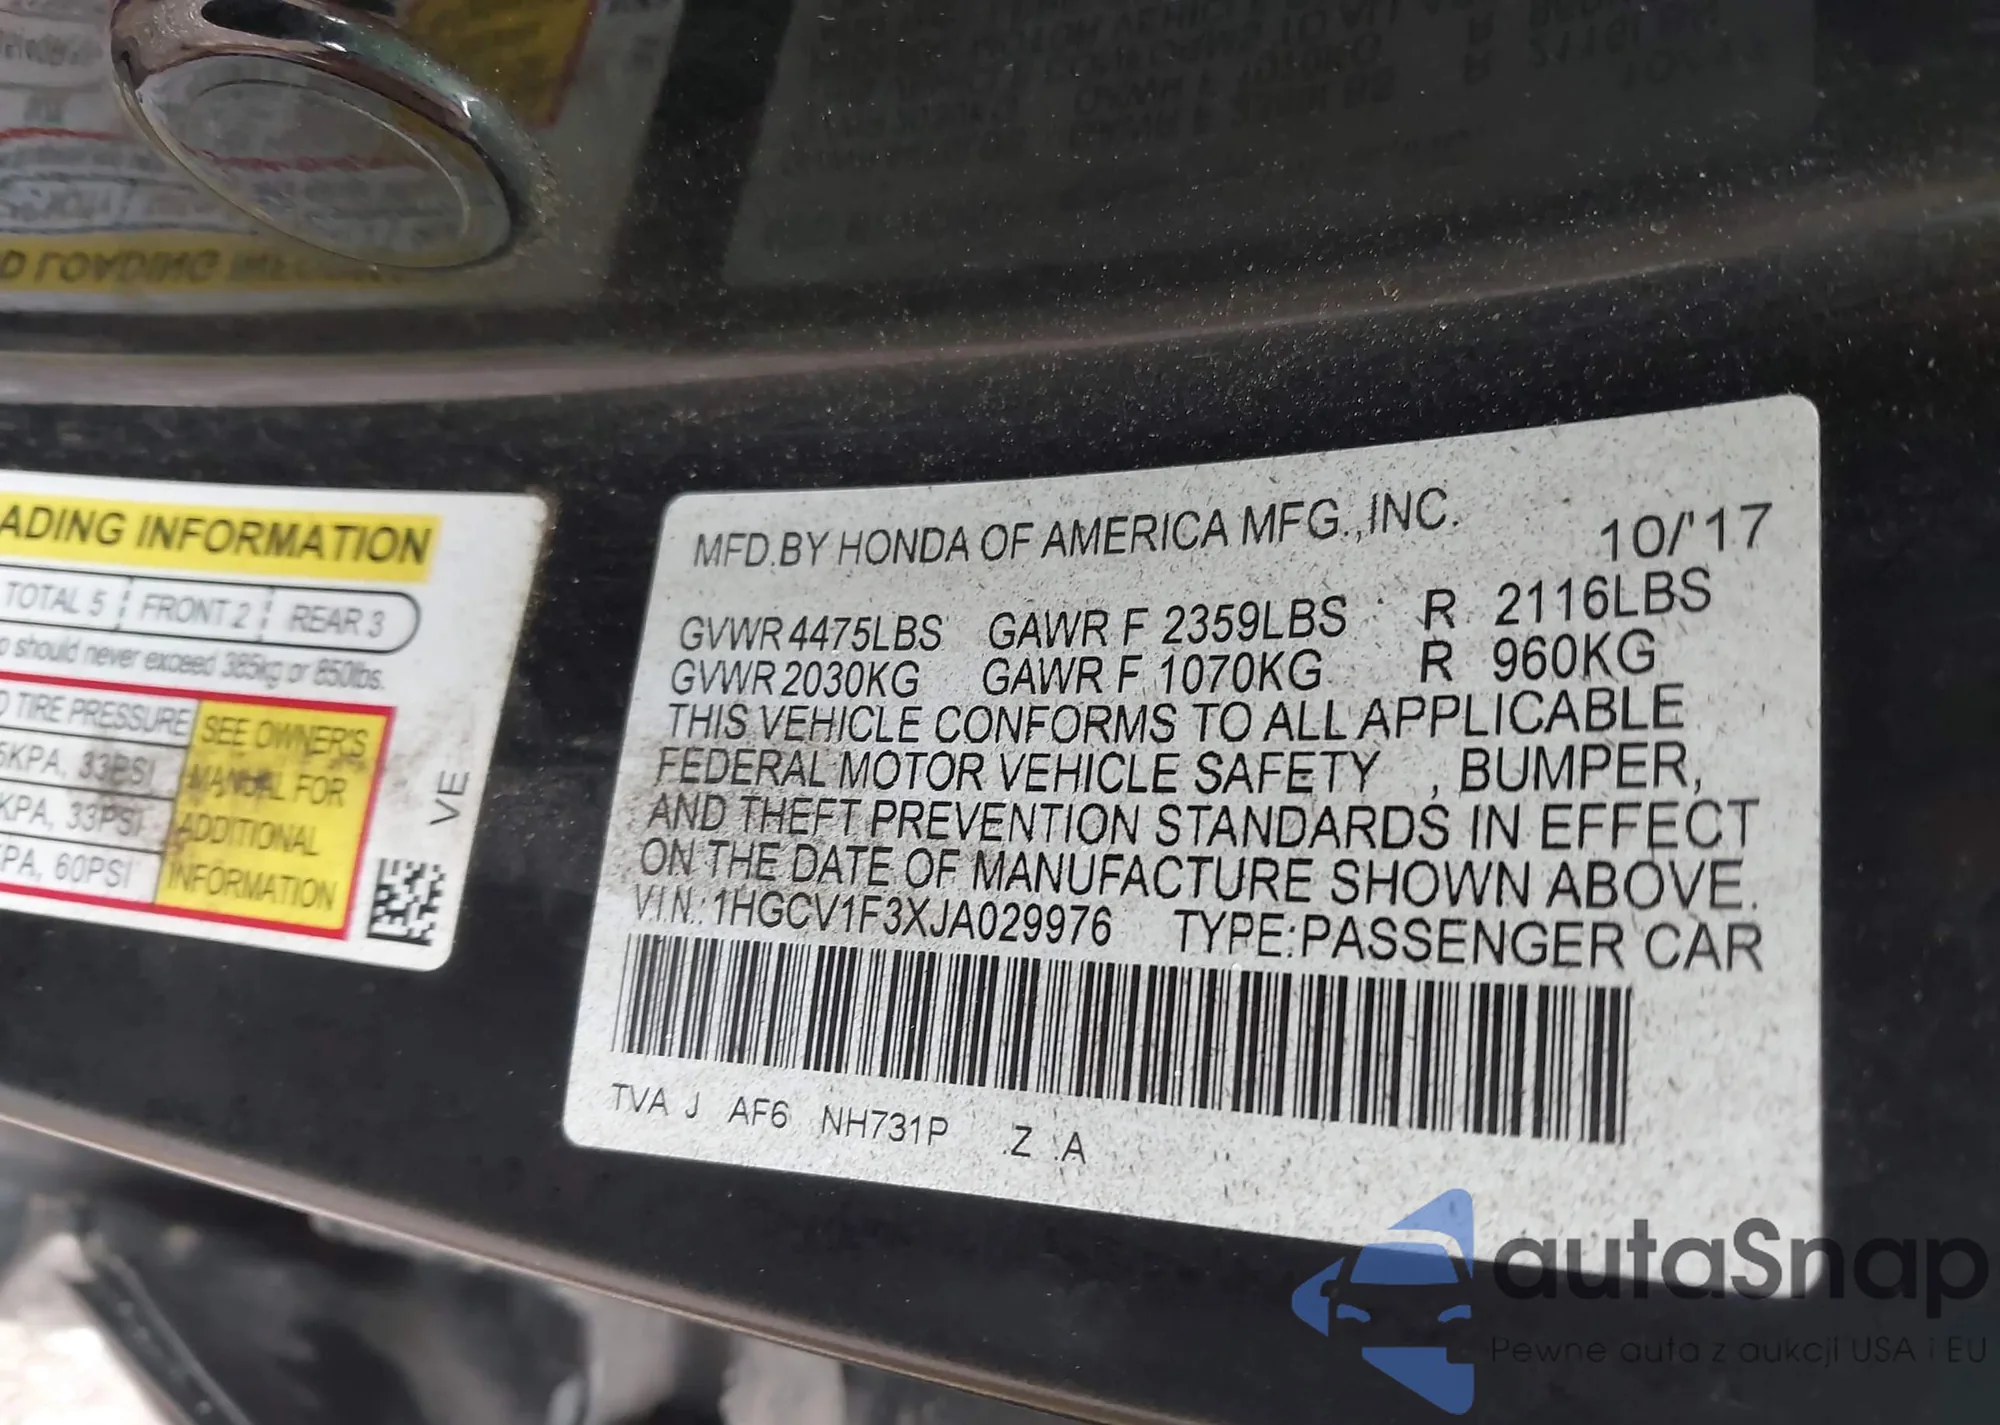 ADING INFORMATION
TOTAL 5 FRONT 2 REAR 3
should never exceed 385kg or 850lbs.
TIRE PRESSURE
SEE OWNER'S
MANUAL FOR
ADDITIONAL
INFORMATION
KPA, 33PSI
KPA, 33PSI
KPA, 60PSI
VE
MFD.BY HONDA OF AMERICA MFG.,INC. 10/'17
GVWR 4475LBS GAWR F 2359LBS R 2116LBS
GVWR 2030KG GAWR F 1070KG R 960KG
THIS VEHICLE CONFORMS TO ALL APPLICABLE
FEDERAL MOTOR VEHICLE SAFETY , BUMPER,
AND THEFT PREVENTION STANDARDS IN EFFECT
ON THE DATE OF MANUFACTURE SHOWN ABOVE.
V.I.N.: 1HGCV1F3XJA029976 TYPE:PASSENGER CAR
TVA J AF6 NH731P .Z .A
autaSnap
Pewne auta z aukcji USA i EU